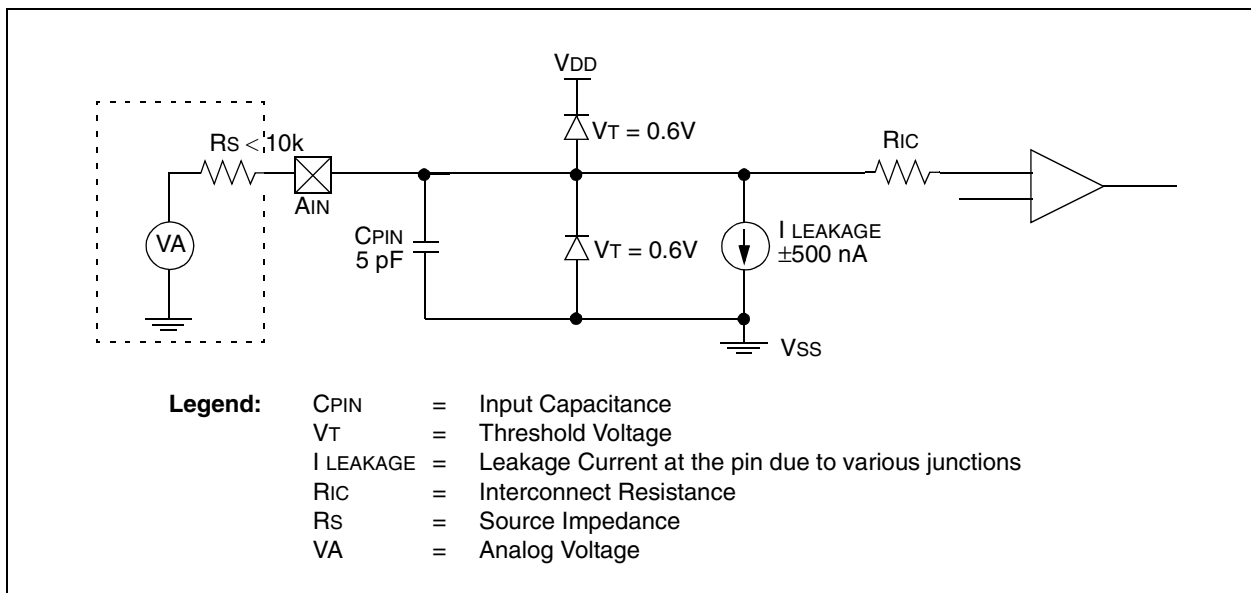 VDD
VT = 0.6V
RS < 10k
RIC
AIN
CPIN
5 pF
VA
VT = 0.6V
I LEAKAGE
±500 nA
VSS
Legend: CPIN = Input Capacitance
VT = Threshold Voltage
I LEAKAGE = Leakage Current at the pin due to various junctions
RIC = Interconnect Resistance
RS = Source Impedance
VA = Analog Voltage